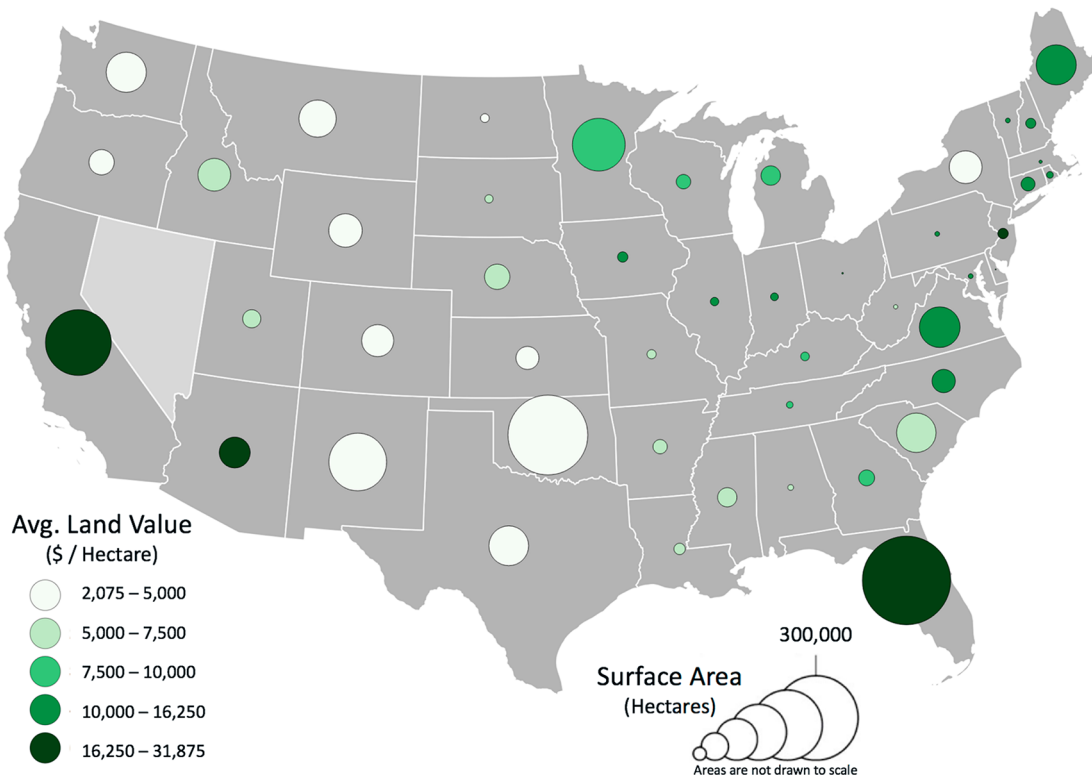 Avg. Land Value
($ / Hectare)
2,075 – 5,000
5,000 – 7,500
7,500 – 10,000
10,000 – 16,250
16,250 – 31,875
300,000
Surface Area
(Hectares)
Areas are not drawn to scale